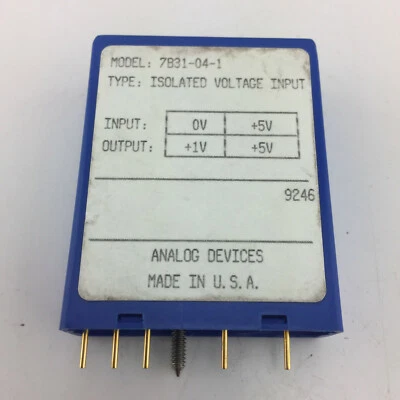 MODEL: 7B31-04-1
TYPE: ISOLATED VOLTAGE INPUT
INPUT: 0V +5V
OUTPUT: +1V +5V
9246
ANALOG DEVICES
MADE IN U.S.A.